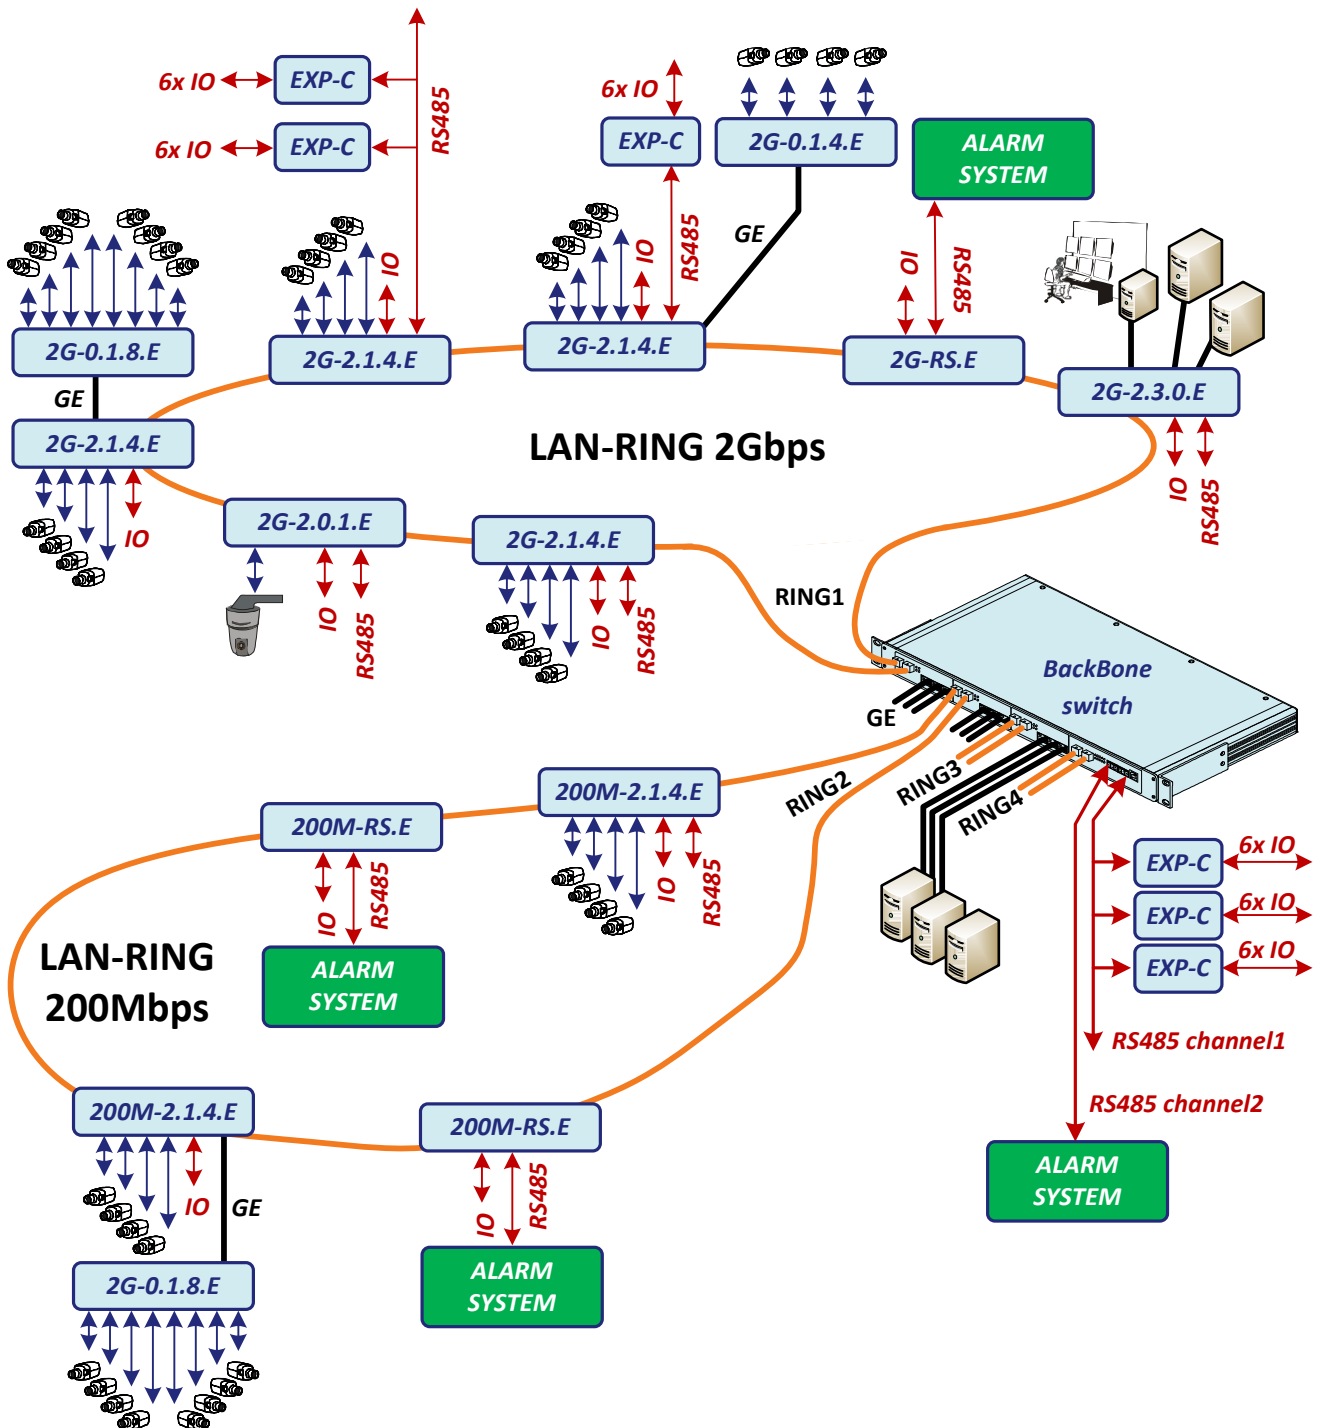 6x IO
EXP-C
RS485
6x IO
EXP-C
6x IO
EXP-C
2G-0.1.4.E
ALARM
SYSTEM
RS485
GE
IO
IO
IO
RS485
2G-0.1.8.E
2G-2.1.4.E
2G-2.1.4.E
2G-RS.E
2G-2.3.0.E
GE
2G-2.1.4.E
LAN-RING 2Gbps
IO
IO
RS485
2G-2.0.1.E
2G-2.1.4.E
IO
RS485
IO
RS485
RING1
BackBone
switch
GE
RING3
RING2
RING4
200M-2.1.4.E
200M-RS.E
IO
RS485
IO
RS485
EXP-C
6x IO
EXP-C
6x IO
EXP-C
6x IO
LAN-RING
200Mbps
ALARM
SYSTEM
RS485 channel1
RS485 channel2
200M-2.1.4.E
200M-RS.E
IO
GE
IO
RS485
ALARM
SYSTEM
2G-0.1.8.E
ALARM
SYSTEM